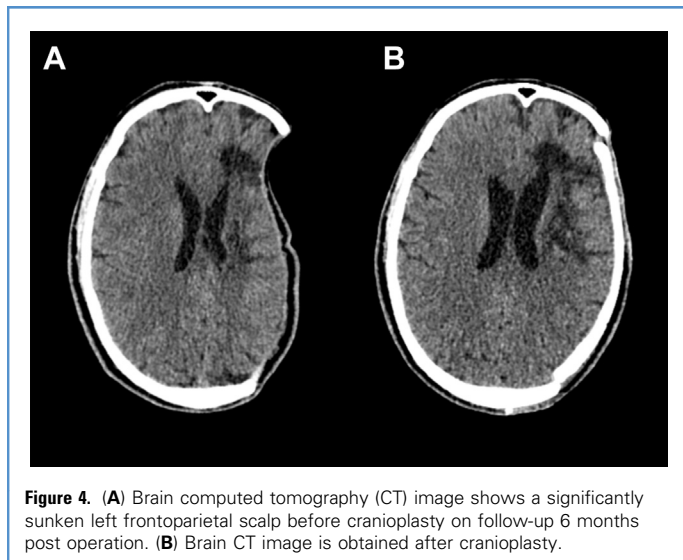 A
B
Figure 4. (A) Brain computed tomography (CT) image shows a significantly
sunken left frontoparietal scalp before cranioplasty on follow-up 6 months
post operation. (B) Brain CT image is obtained after cranioplasty.